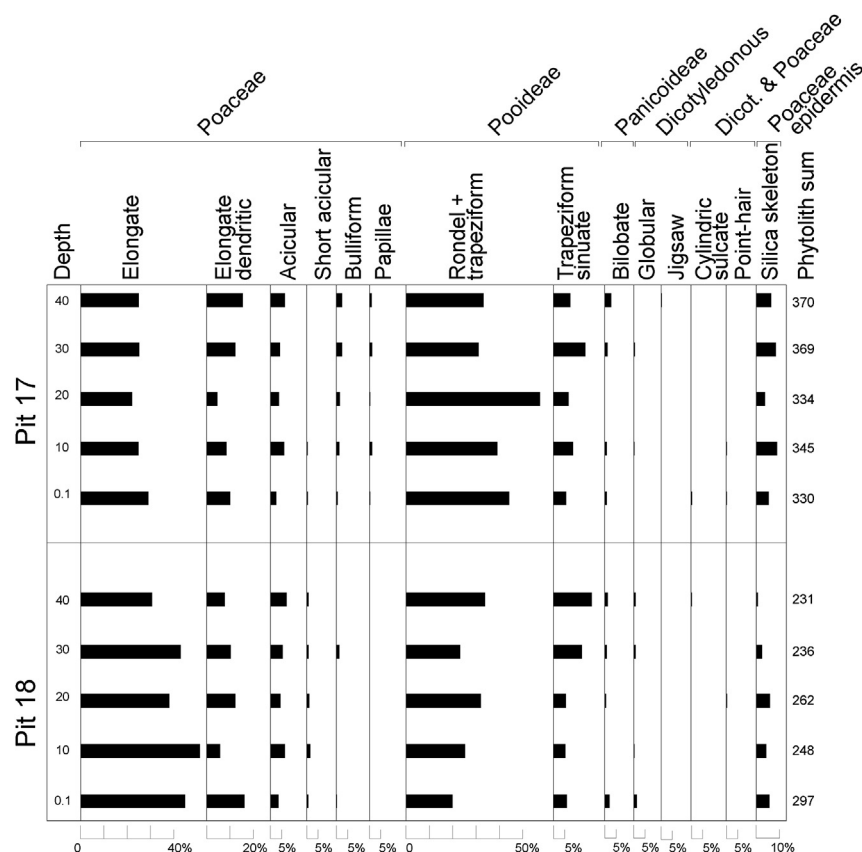 Poaceae
Pooideae
Panicoideae
Dicotyledonous
Dicot. & Poaceae
Poaceae
epidermis
Depth
Elongate
Elongate
dendritic
Acicular
Short acicular
Bulliform
Papillae
Rondel +
trapeziform
Trapeziform
sinuate
Bilobate
Globular
Jigsaw
Cylindric
sulcate
Point-hair
Silica skeleton
Phytolith sum
Pit 17
40 370
30 369
20 334
10 345
0.1 330
Pit 18
40 231
30 236
20 262
10 248
0.1 297
0 40% 20% 5% 5% 5% 5% 0 50% 5% 5% 5% 5% 5% 5% 10%